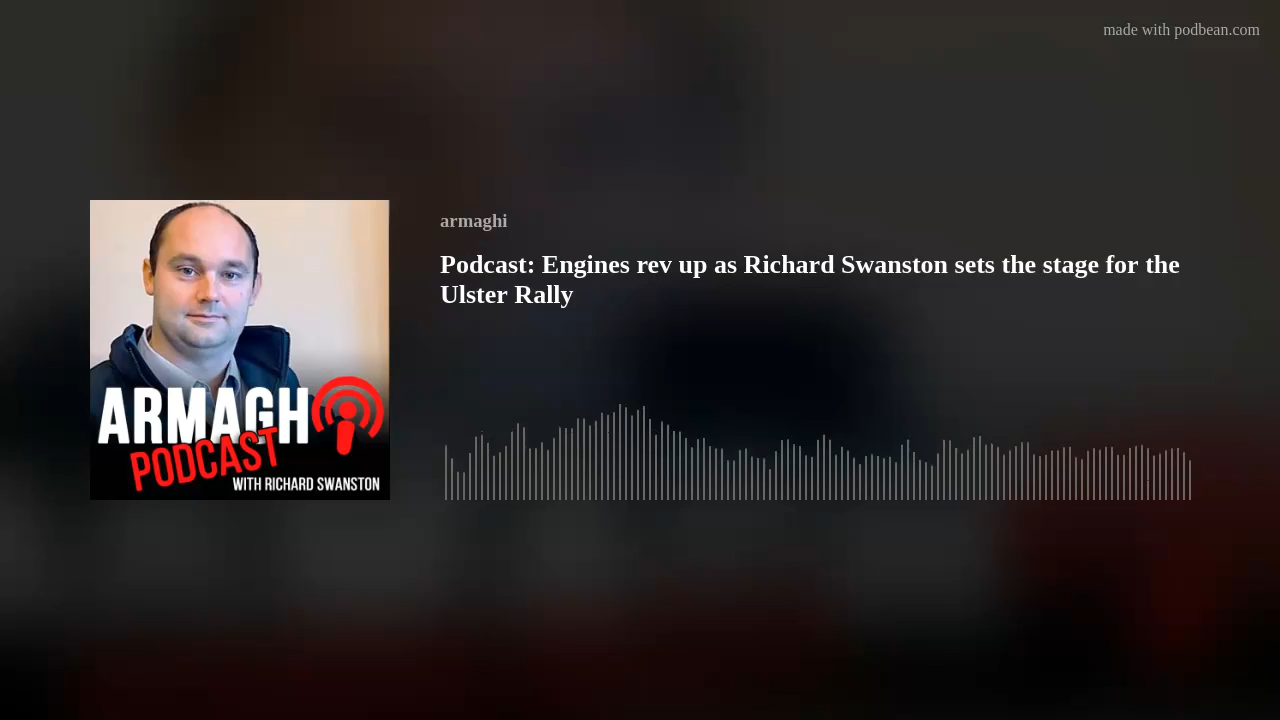 made with podbean.com
armaghi
Podcast: Engines rev up as Richard Swanston sets the stage for the
Ulster Rally
ARMAGH
PODCAST
WITH RICHARD SWANSTON